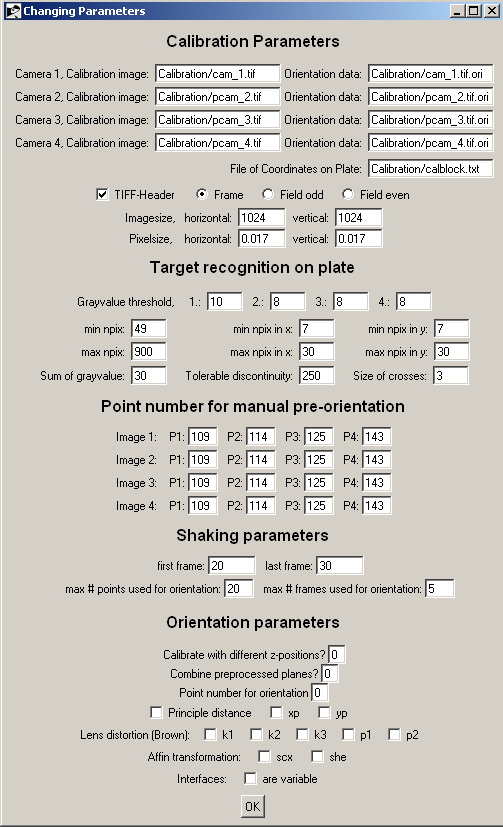 Changing Parameters
Calibration Parameters
Camera 1, Calibration image: Calibration/cam_1.tif Orientation data: Calibration/cam_1.tif.ori
Camera 2, Calibration image: Calibration/pcam_2.tif Orientation data: Calibration/pcam_2.tif.ori
Camera 3, Calibration image: Calibration/pcam_3.tif Orientation data: Calibration/pcam_3.tif.ori
Camera 4, Calibration image: Calibration/pcam_4.tif Orientation data: Calibration/pcam_4.tif.ori
File of Coordinates on Plate: Calibration/calblock.txt
TIFF-Header Frame Field odd Field even
Imagesize, horizontal: 1024 vertical: 1024
Pixelsize, horizontal: 0.017 vertical: 0.017
Target recognition on plate
Grayvalue threshold, 1.: 10 2.: 8 3.: 8 4.: 8
min npix: 49 min npix in x: 7 min npix in y: 7
max npix: 900 max npix in x: 30 max npix in y: 30
Sum of grayvalue: 30 Tolerable discontinuity: 250 Size of crosses: 3
Point number for manual pre-orientation
Image 1: P1: 109 P2: 114 P3: 125 P4: 143
Image 2: P1: 109 P2: 114 P3: 125 P4: 143
Image 3: P1: 109 P2: 114 P3: 125 P4: 143
Image 4: P1: 109 P2: 114 P3: 125 P4: 143
Shaking parameters
first frame: 20 last frame: 30
max # points used for orientation: 20 max # frames used for orientation: 5
Orientation parameters
Calibrate with different z-positions? 0
Combine preprocessed planes? 0
Point number for orientation 0
Principle distance xp yp
Lens distortion (Brown): k1 k2 k3 p1 p2
Affin transformation: scx she
Interfaces: are variable
OK